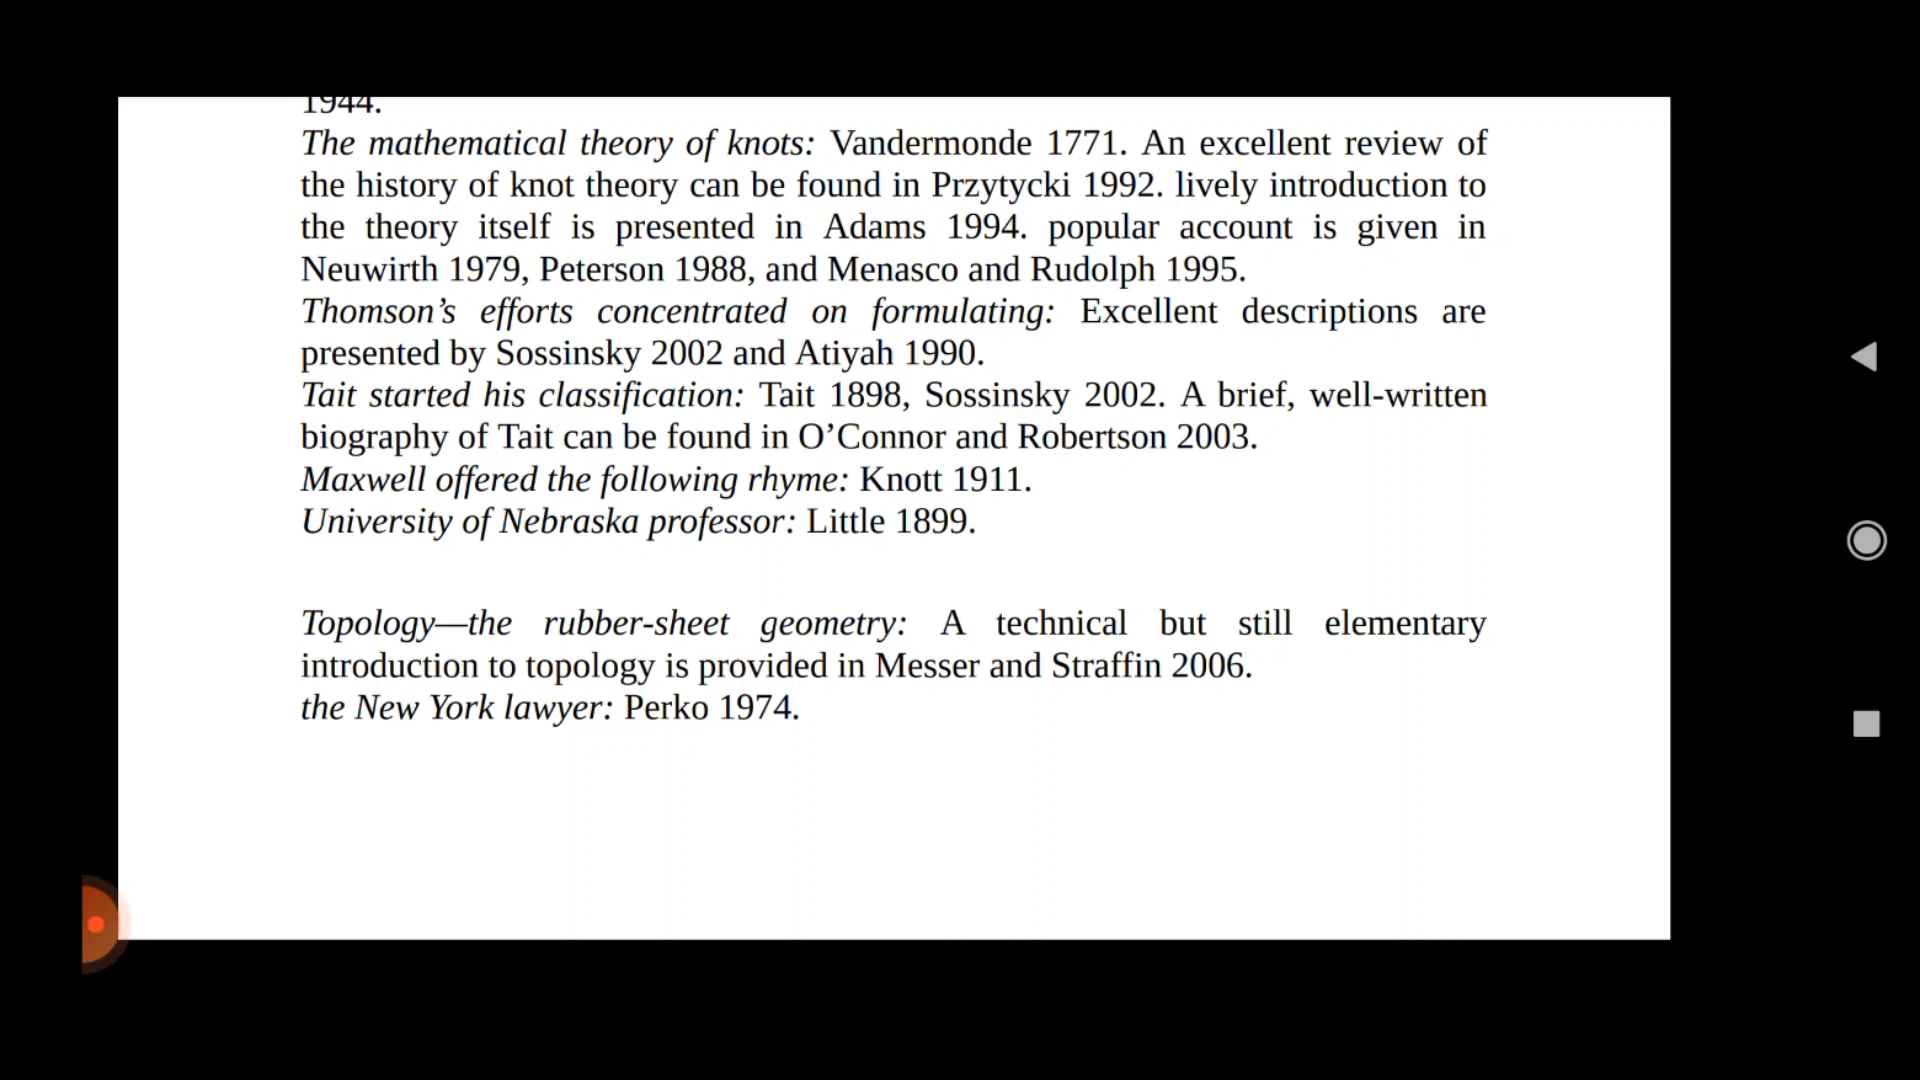 1944.
The mathematical theory of knots: Vandermonde 1771. An excellent review of
the history of knot theory can be found in Przytycki 1992. lively introduction to
the theory itself is presented in Adams 1994. popular account is given in
Neuwirth 1979, Peterson 1988, and Menasco and Rudolph 1995.
Thomson’s efforts concentrated on formulating: Excellent descriptions are
presented by Sossinsky 2002 and Atiyah 1990.
Tait started his classification: Tait 1898, Sossinsky 2002. A brief, well-written
biography of Tait can be found in O’Connor and Robertson 2003.
Maxwell offered the following rhyme: Knott 1911.
University of Nebraska professor: Little 1899.
Topology—the rubber-sheet geometry: A technical but still elementary
introduction to topology is provided in Messer and Straffin 2006.
the New York lawyer: Perko 1974.